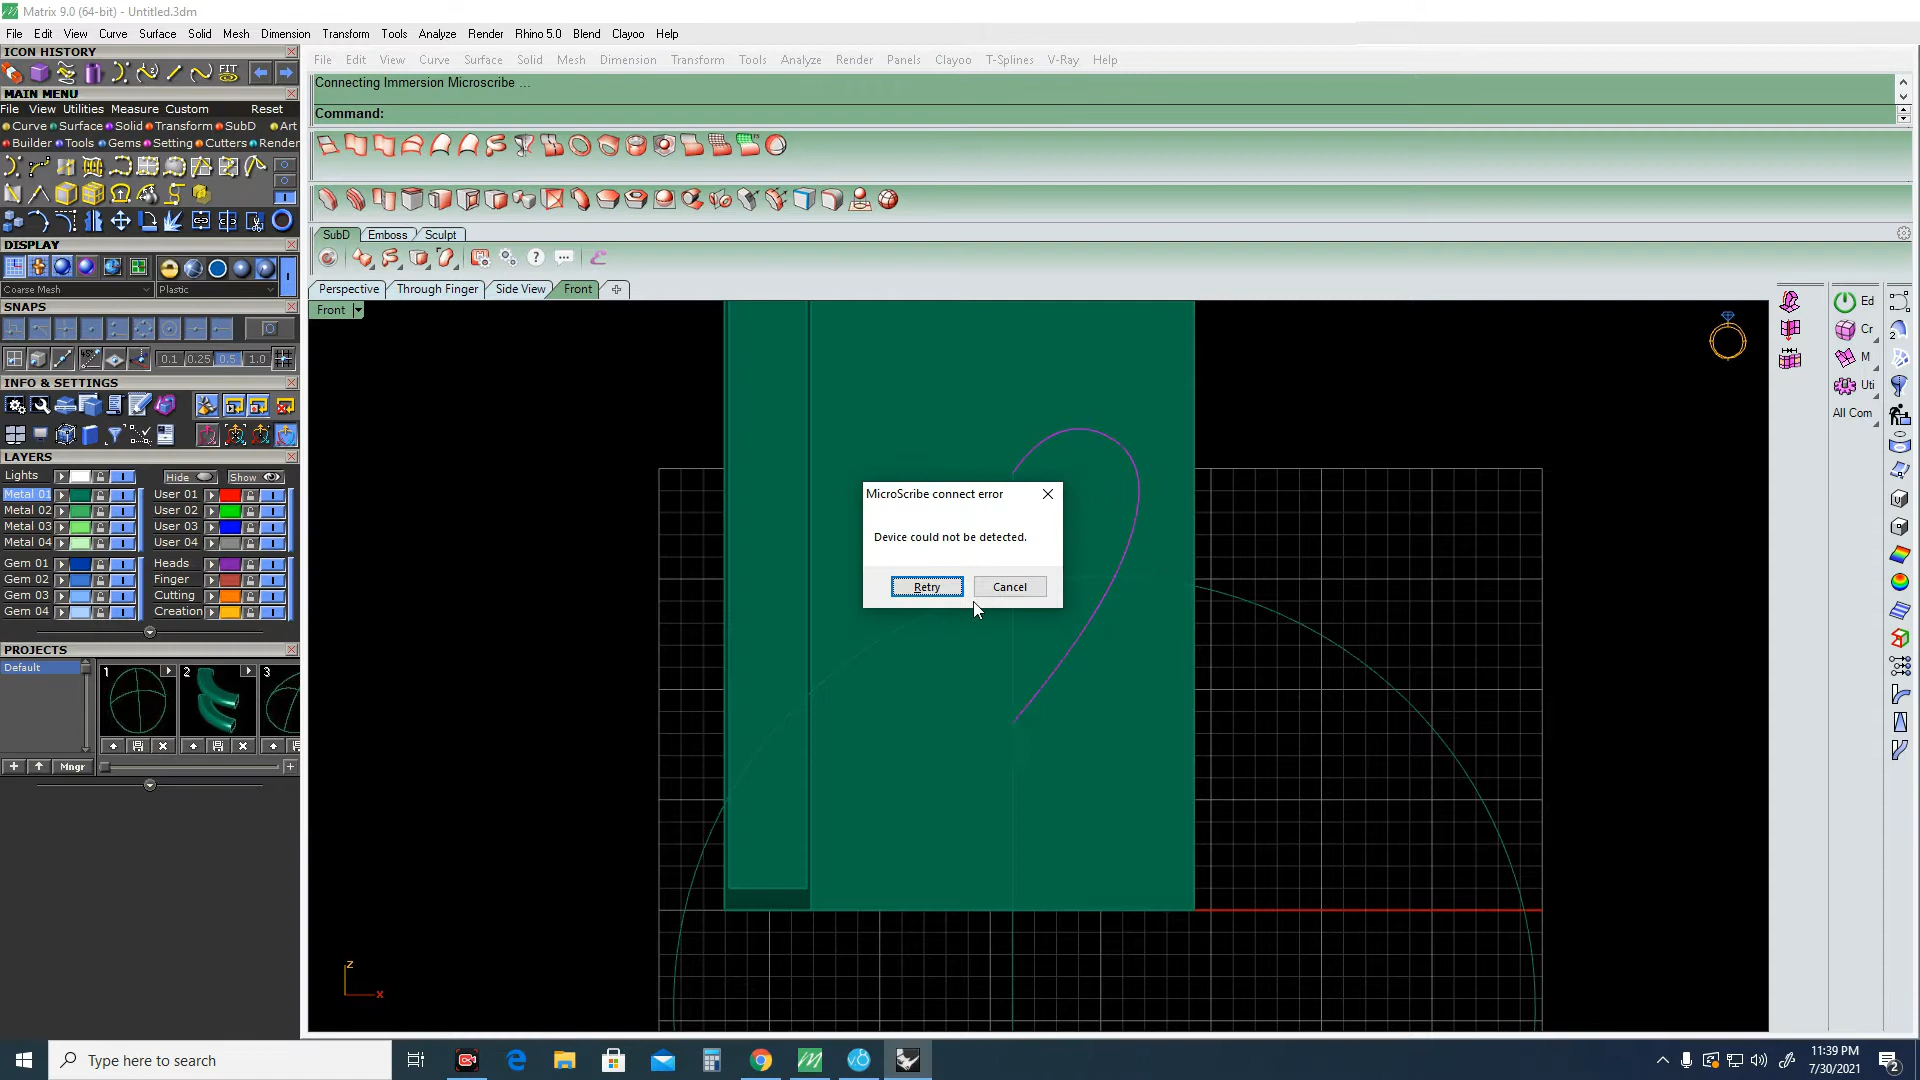 Matrix 9.0 (64-bit) - Untitled.3dm
File Edit View Curve Surface Solid Mesh Dimension Transform Tools Analyze Render Rhino 5.0 Blend Clayoo Help
ICON HISTORY
FIT
MAIN MENU
File View Utilities Measure Custom Reset
Curve Surface Solid Transform SubD Art
Builder Tools Gems Setting Cutters Render
DISPLAY
Coarse Mesh Plastic
SNAPS
0.1 0.25 0.5 1.0
INFO & SETTINGS
LAYERS
Lights Hide Show
Metal 01 User 01
Metal 02 User 02
Metal 03 User 03
Metal 04 User 04
Gem 01 Heads
Gem 02 Finger
Gem 03 Cutting
Gem 04 Creation
PROJECTS
Default
1 2 3
Mngr
File Edit View Curve Surface Solid Mesh Dimension Transform Tools Analyze Render Panels Clayoo T-Splines V-Ray Help
Connecting Immersion Microscribe ...
Command:
SubD Emboss Sculpt
Perspective Through Finger Side View Front
Front
MicroScribe connect error
Device could not be detected.
Retry Cancel
z
x
Ed
Cr
M
Uti
All Com
2
Type here to search
11:39 PM
7/30/2021
2